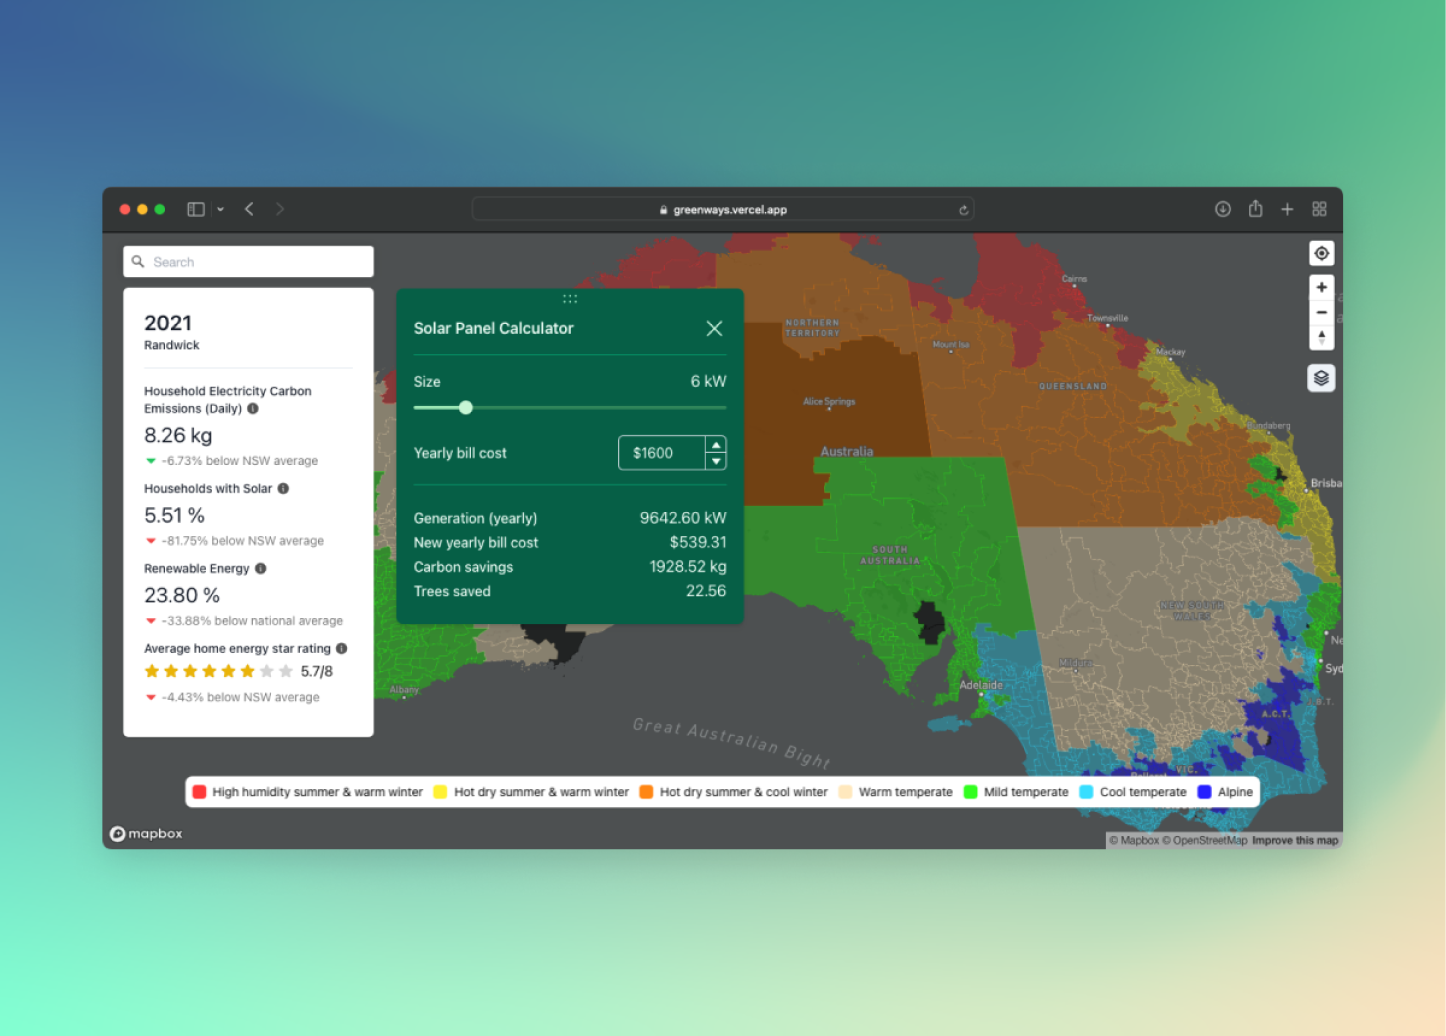 greenways.vercel.app
Search
2021
Randwick
Household Electricity Carbon
Emissions (Daily)
8.26 kg
-6.73% below NSW average
Households with Solar
5.51 %
-81.75% below NSW average
Renewable Energy
23.80 %
-33.88% below national average
Average home energy star rating
5.7/8
-4.43% below NSW average
Solar Panel Calculator
Size 6 kW
Yearly bill cost $1600
Generation (yearly) 9642.60 kW
New yearly bill cost $539.31
Carbon savings 1928.52 kg
Trees saved 22.56
Cairns
Townsville
NORTHERN
TERRITORY
Mount Isa
Mackay
QUEENSLAND
Alice Springs
Bundaberg
Australia
Brisba
SOUTH
AUSTRALIA
NEW SOUTH
WALES
Ne
Mildura
Syd
Adelaide
Albany
A.C.T.
Great Australian Bight
VIC.
High humidity summer & warm winter Hot dry summer & warm winter Hot dry summer & cool winter Warm temperate Mild temperate Cool temperate Alpine
mapbox
© Mapbox © OpenStreetMap Improve this map